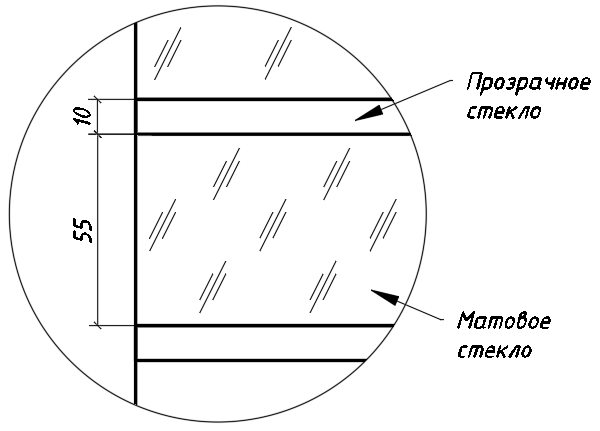 Прозрачное
стекло
10
55
Матовое
стекло